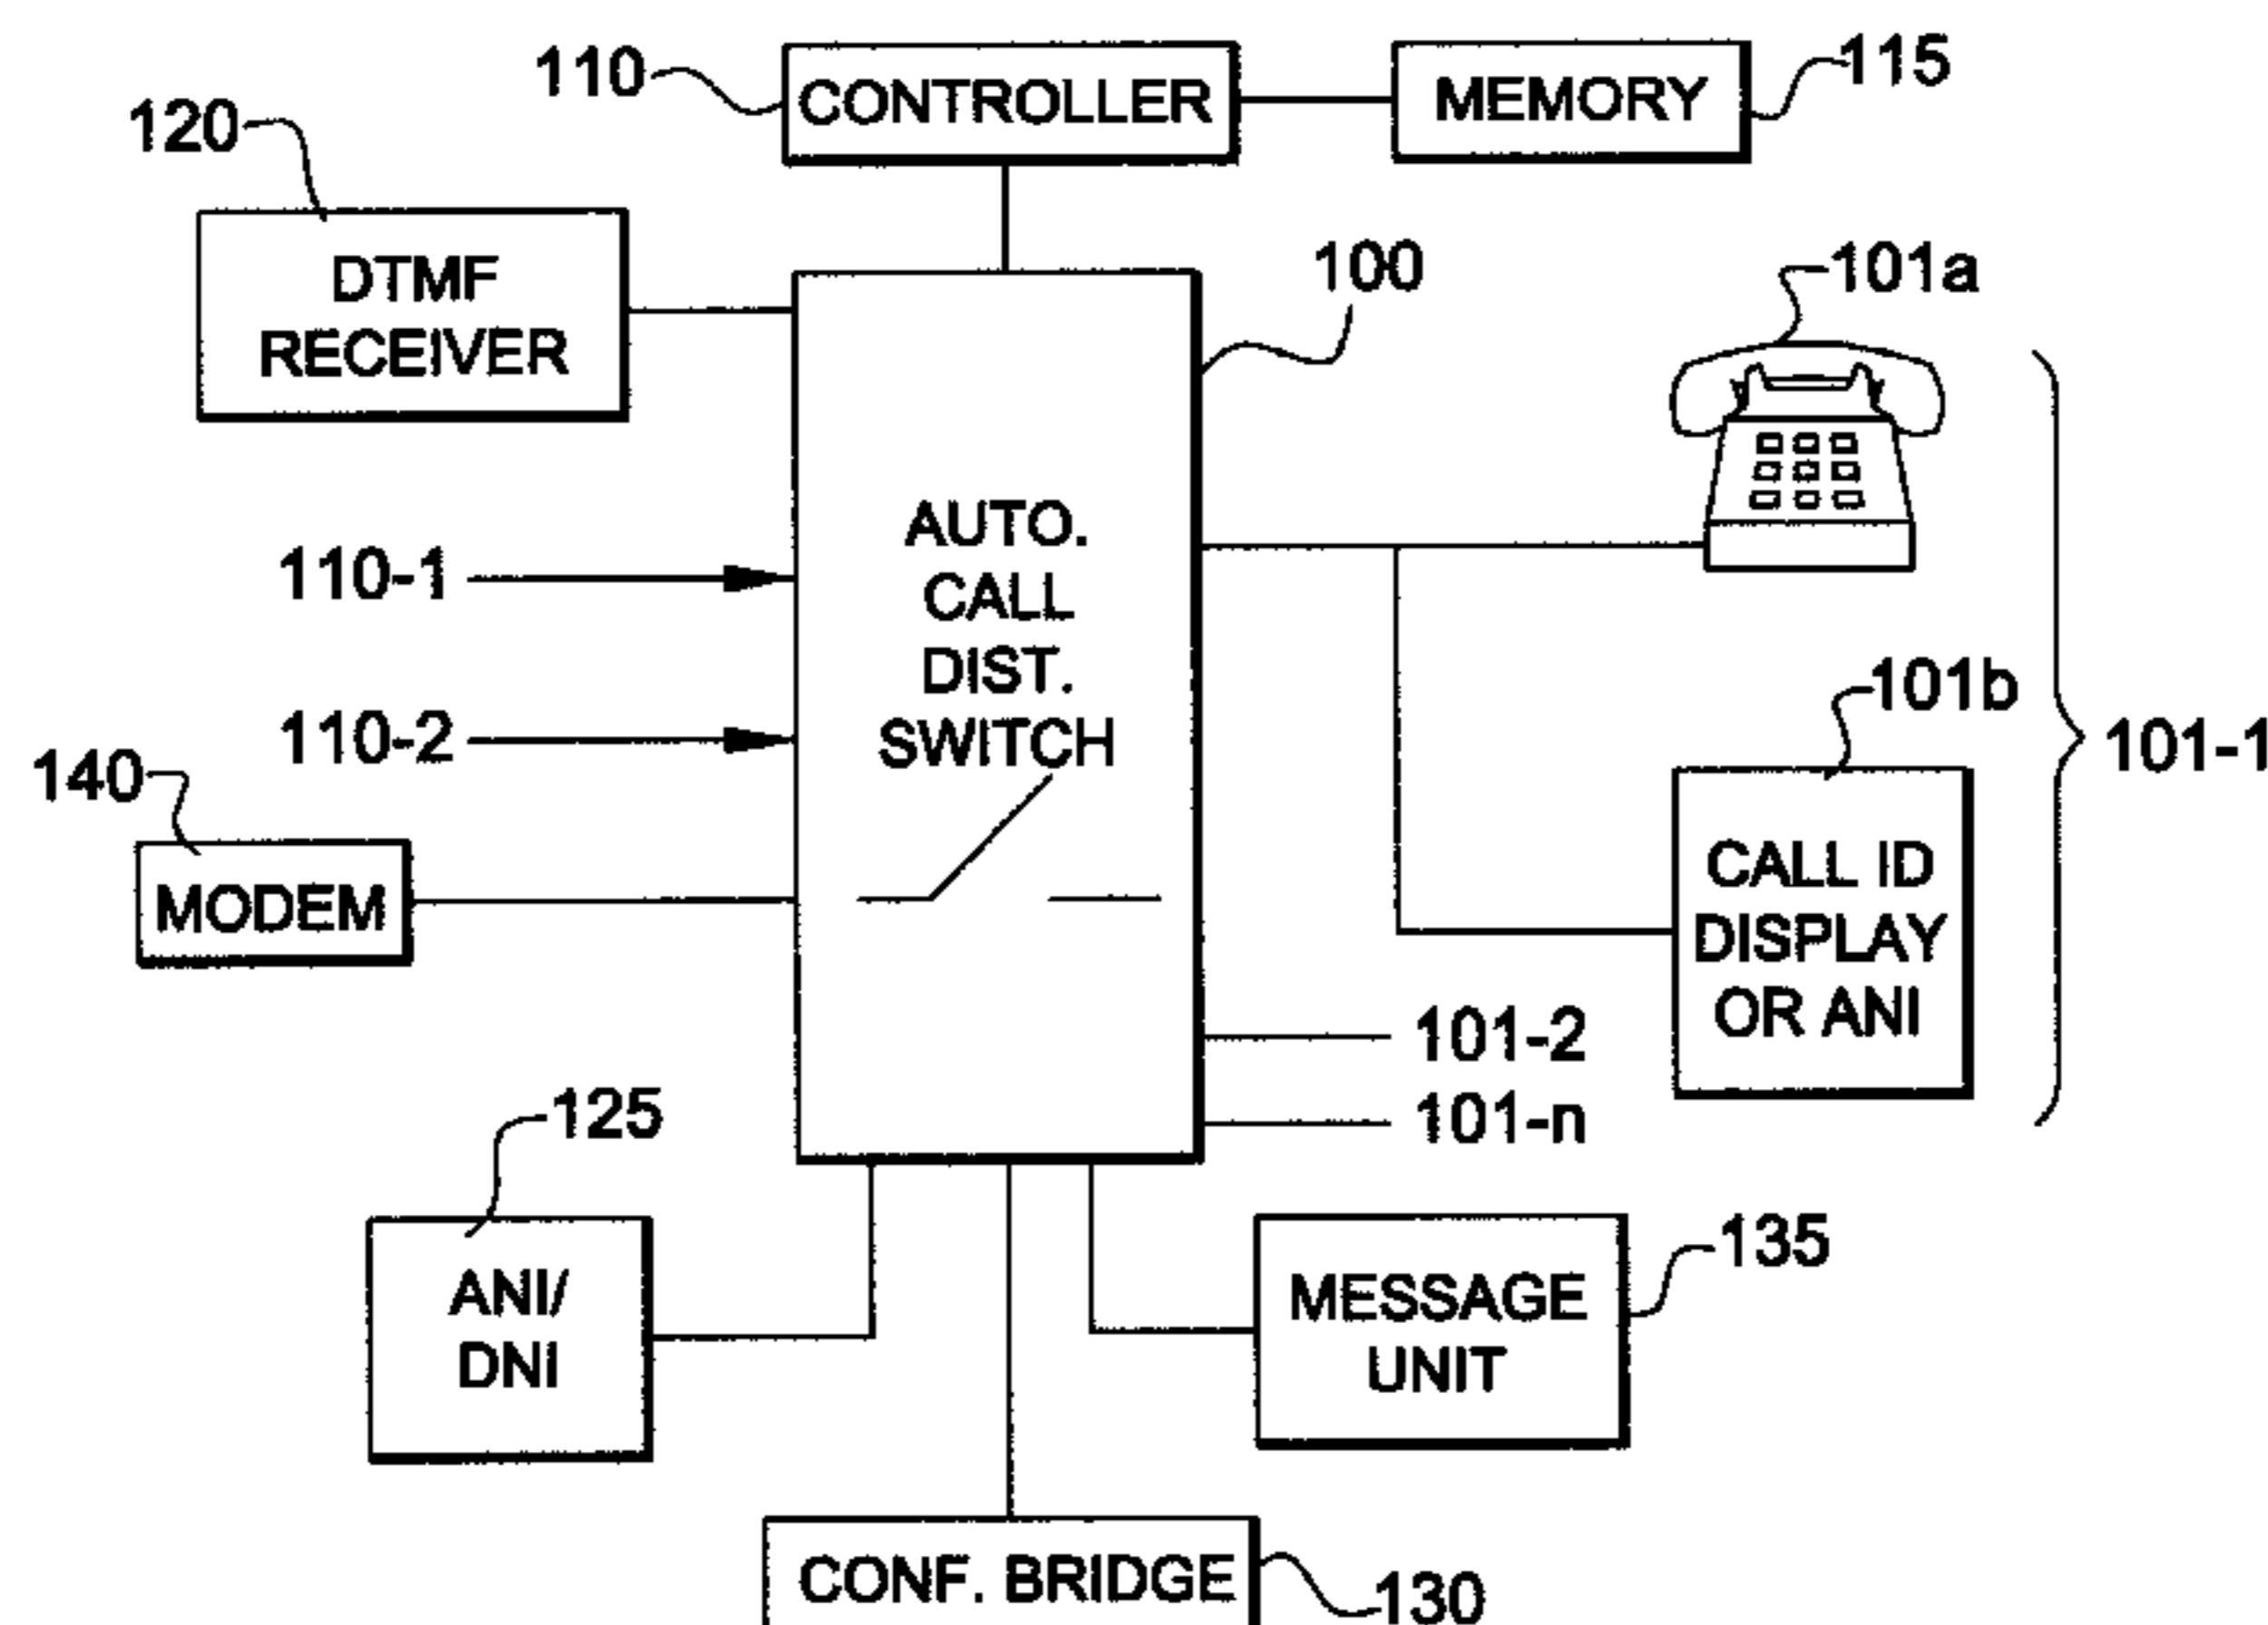 110
CONTROLLER
MEMORY
115
120
DTMF
RECEIVER
100
101a
110-1
110-2
AUTO.
CALL
DIST.
SWITCH
101b
101-1
140
MODEM
CALL ID
DISPLAY
OR ANI
101-2
101-n
125
ANI/
DNI
MESSAGE
UNIT
135
CONF. BRIDGE
130